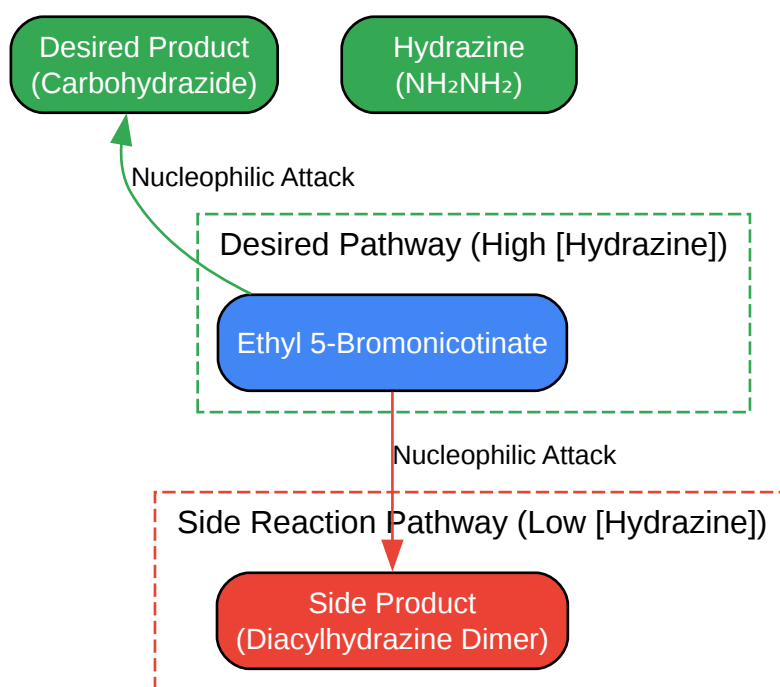 Desired Product
(Carbohydrazide)
Hydrazine
(NH₂NH₂)
Nucleophilic Attack
Desired Pathway (High [Hydrazine])
Ethyl 5-Bromonicotinate
Nucleophilic Attack
Side Reaction Pathway (Low [Hydrazine])
Side Product
(Diacylhydrazine Dimer)